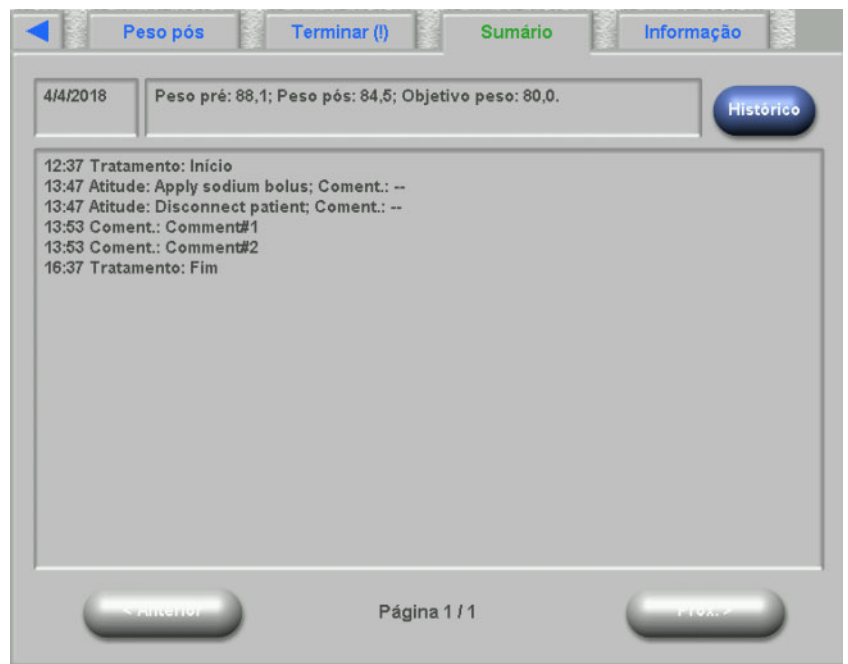 Peso pós
Terminar (!)
Sumário
Informação
4/4/2018
Peso pré: 88,1; Peso pós: 84,5; Objetivo peso: 80,0.
Histórico
12:37 Tratamento: Início
13:47 Atitude: Apply sodium bolus; Coment.: --
13:47 Atitude: Disconnect patient; Coment.: --
13:53 Coment.: Comment#1
13:53 Coment.: Comment#2
16:37 Tratamento: Fim
< Anterior
Página 1 / 1
Próx. >